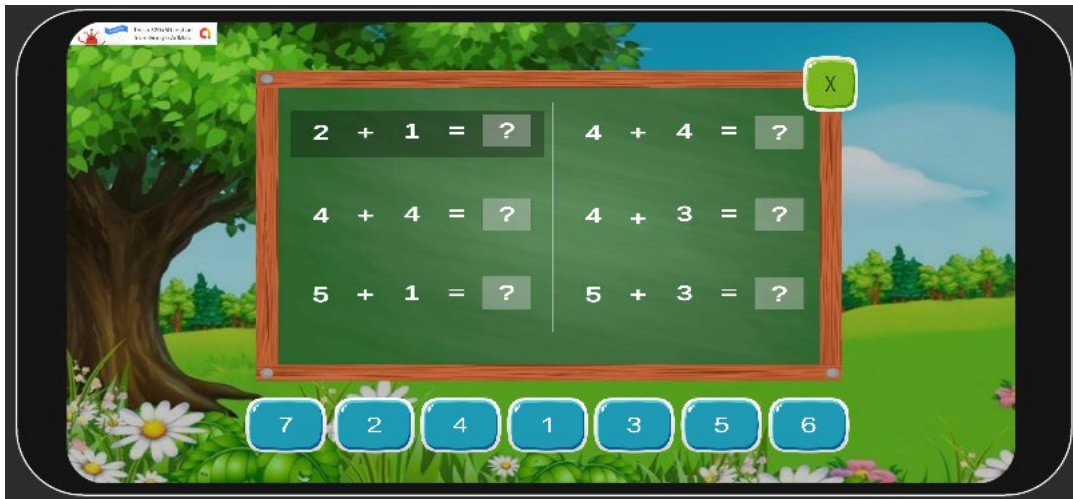 X
2 + 1 = ?
4 + 4 = ?
4 + 4 = ?
4 + 3 = ?
5 + 1 = ?
5 + 3 = ?
7 2 4 1 3 5 6